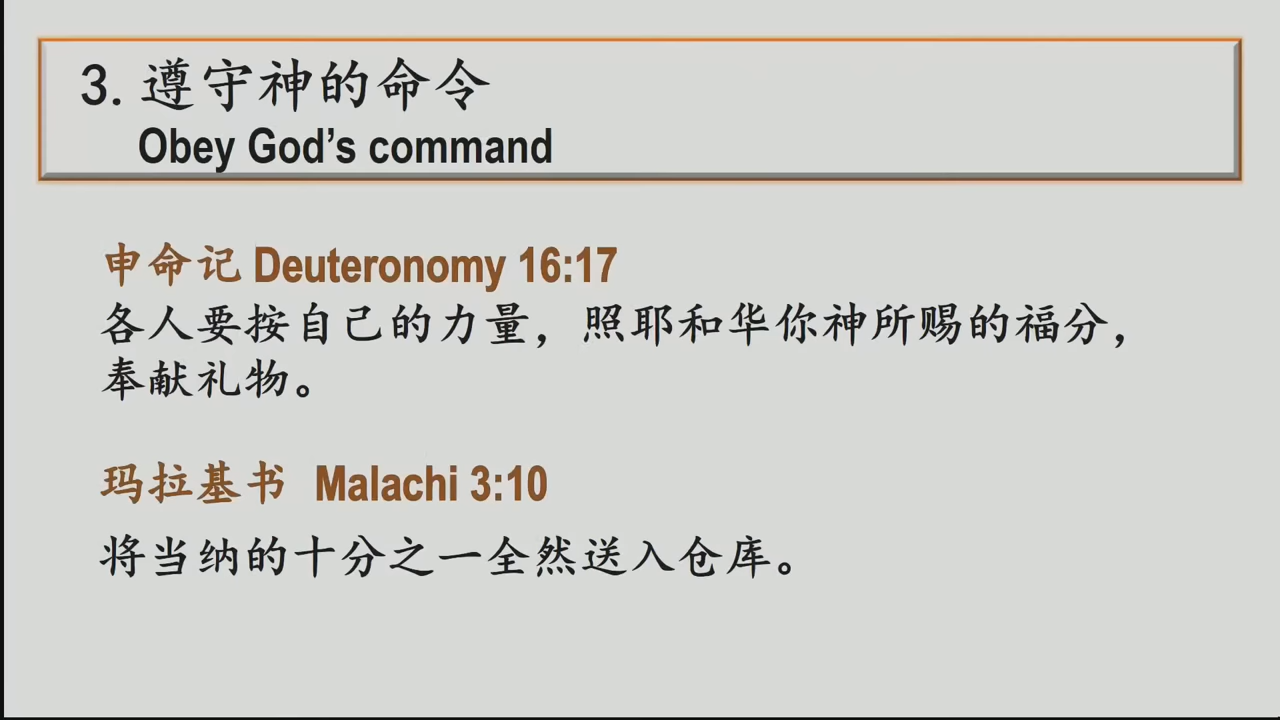 3. 遵守神的命令
Obey God's command
申命记 Deuteronomy 16:17
各人要按自己的力量，照耶和华你神所赐的福分，
奉献礼物。
玛拉基书 Malachi 3:10
将当纳的十分之一全然送入仓库。